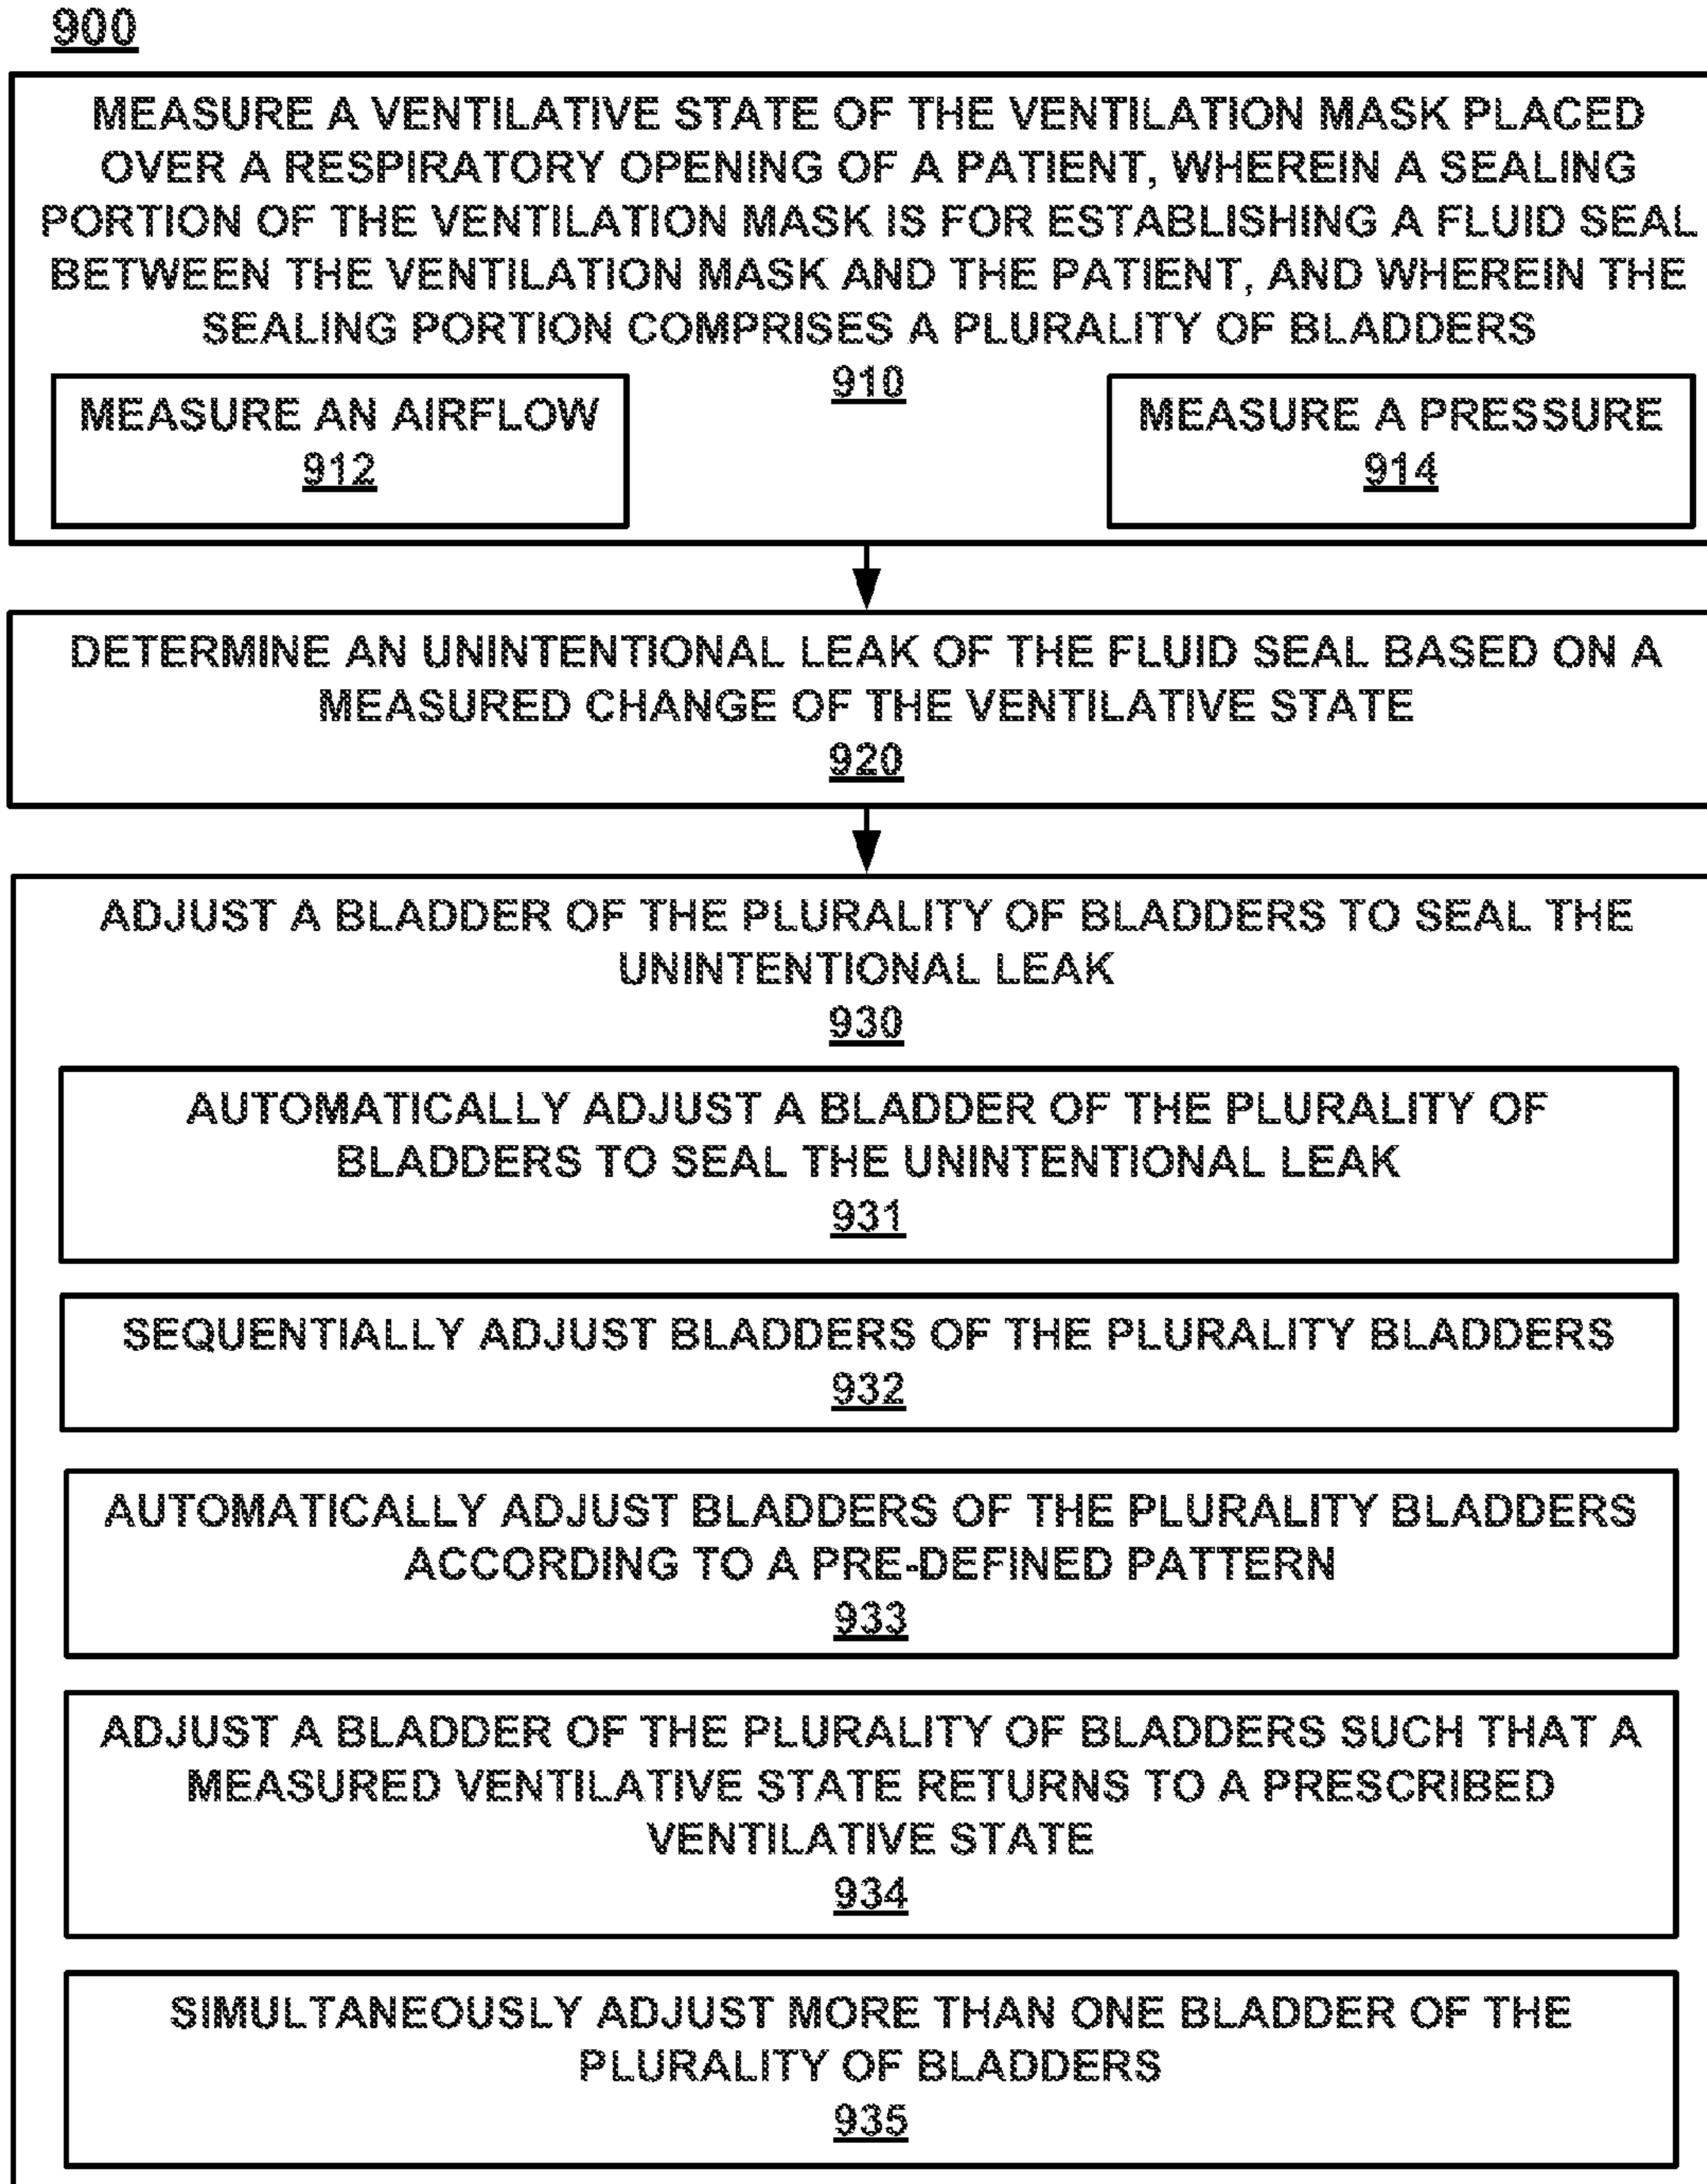 900
MEASURE A VENTILATIVE STATE OF THE VENTILATION MASK PLACED
OVER A RESPIRATORY OPENING OF A PATIENT, WHEREIN A SEALING
PORTION OF THE VENTILATION MASK IS FOR ESTABLISHING A FLUID SEAL
BETWEEN THE VENTILATION MASK AND THE PATIENT, AND WHEREIN THE
SEALING PORTION COMPRISES A PLURALITY OF BLADDERS
910
MEASURE AN AIRFLOW
912
MEASURE A PRESSURE
914
DETERMINE AN UNINTENTIONAL LEAK OF THE FLUID SEAL BASED ON A
MEASURED CHANGE OF THE VENTILATIVE STATE
920
ADJUST A BLADDER OF THE PLURALITY OF BLADDERS TO SEAL THE
UNINTENTIONAL LEAK
930
AUTOMATICALLY ADJUST A BLADDER OF THE PLURALITY OF
BLADDERS TO SEAL THE UNINTENTIONAL LEAK
931
SEQUENTIALLY ADJUST BLADDERS OF THE PLURALITY BLADDERS
932
AUTOMATICALLY ADJUST BLADDERS OF THE PLURALITY BLADDERS
ACCORDING TO A PRE-DEFINED PATTERN
933
ADJUST A BLADDER OF THE PLURALITY OF BLADDERS SUCH THAT A
MEASURED VENTILATIVE STATE RETURNS TO A PRESCRIBED
VENTILATIVE STATE
934
SIMULTANEOUSLY ADJUST MORE THAN ONE BLADDER OF THE
PLURALITY OF BLADDERS
935